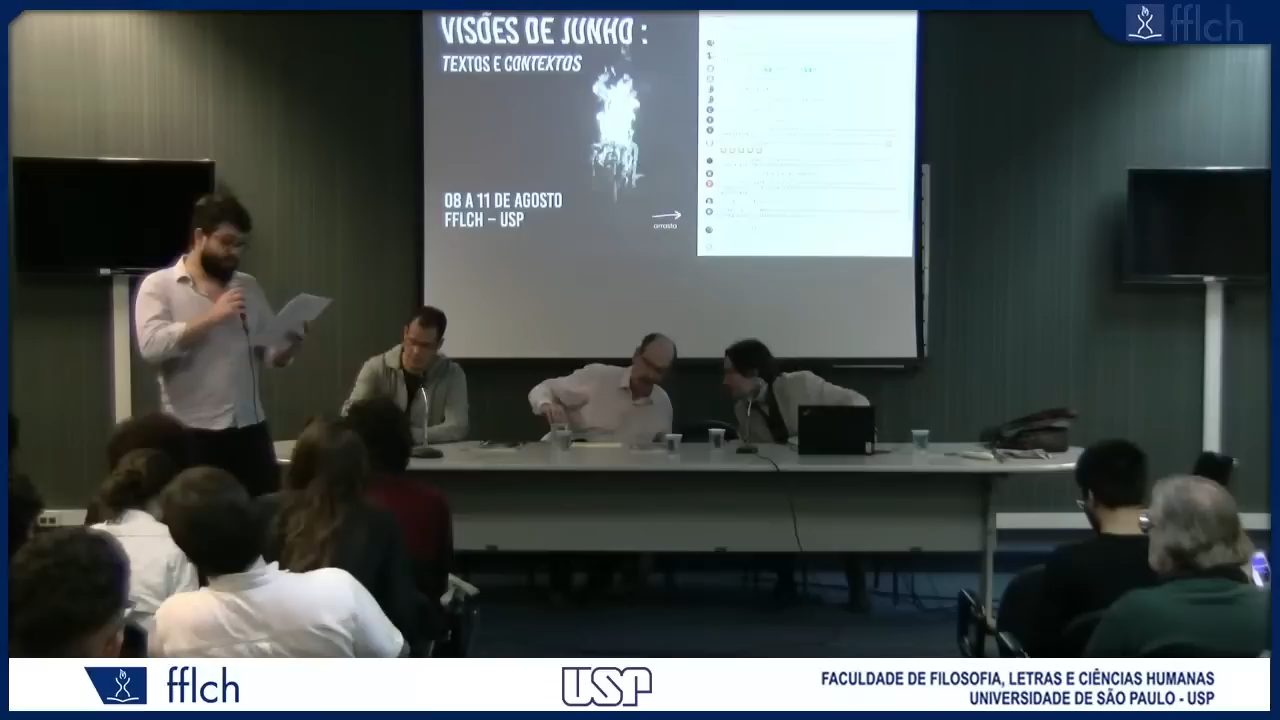 VISÕES DE JUNHO :
TEXTOS E CONTEXTOS
08 A 11 DE AGOSTO
FFLCH – USP
arrasta
fflch
fflch
USP
FACULDADE DE FILOSOFIA, LETRAS E CIÊNCIAS HUMANAS
UNIVERSIDADE DE SÃO PAULO - USP